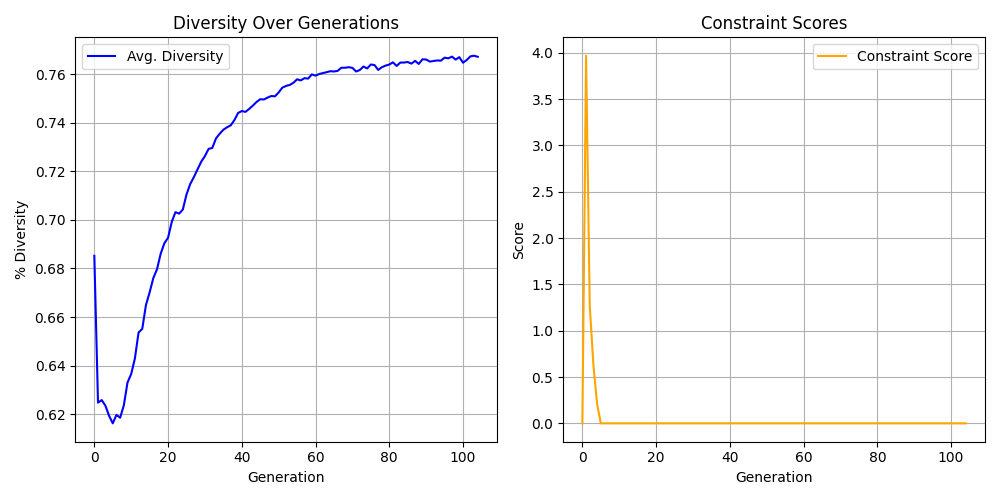 Diversity Over Generations
Avg. Diversity
0.76
0.74
0.72
0.70
0.68
0.66
0.64
0.62
% Diversity
0 20 40 60 80 100
Generation
Constraint Scores
Constraint Score
4.0
3.5
3.0
2.5
2.0
1.5
1.0
0.5
0.0
Score
0 20 40 60 80 100
Generation